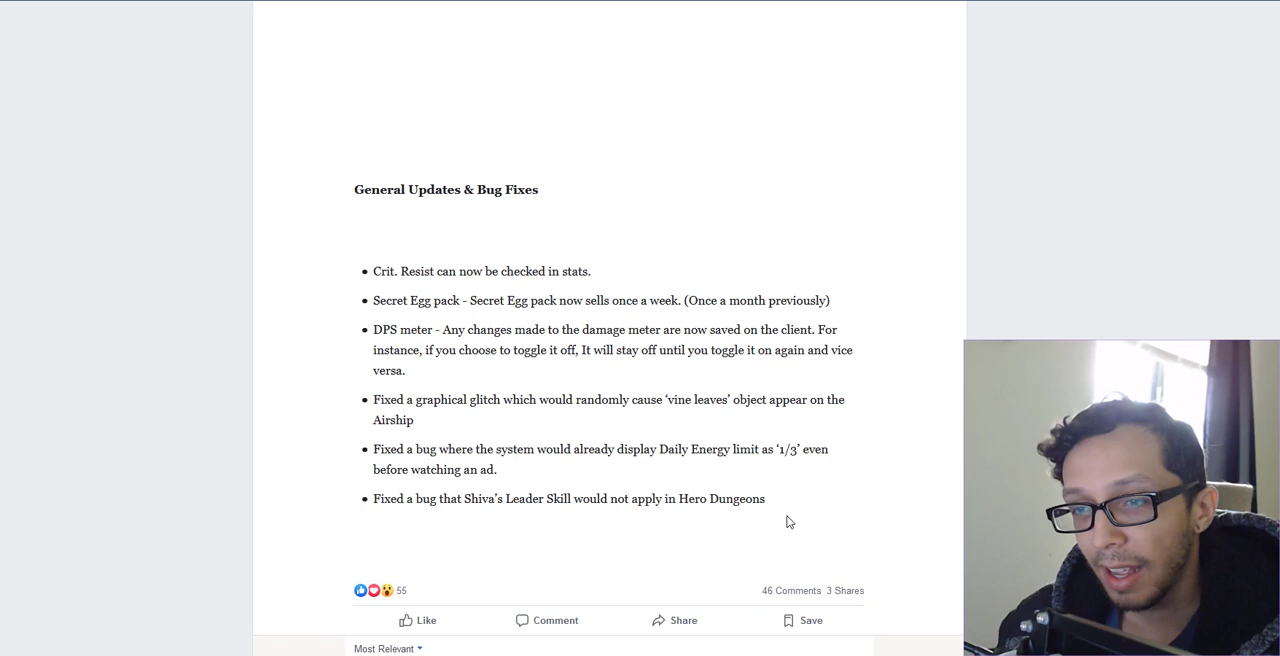 General Updates & Bug Fixes
• Crit. Resist can now be checked in stats.
• Secret Egg pack - Secret Egg pack now sells once a week. (Once a month previously)
• DPS meter - Any changes made to the damage meter are now saved on the client. For
instance, if you choose to toggle it off, It will stay off until you toggle it on again and vice
versa.
• Fixed a graphical glitch which would randomly cause ‘vine leaves’ object appear on the
Airship
• Fixed a bug where the system would already display Daily Energy limit as ‘1/3’ even
before watching an ad.
• Fixed a bug that Shiva’s Leader Skill would not apply in Hero Dungeons
55 46 Comments 3 Shares
Like Comment Share Save
Most Relevant